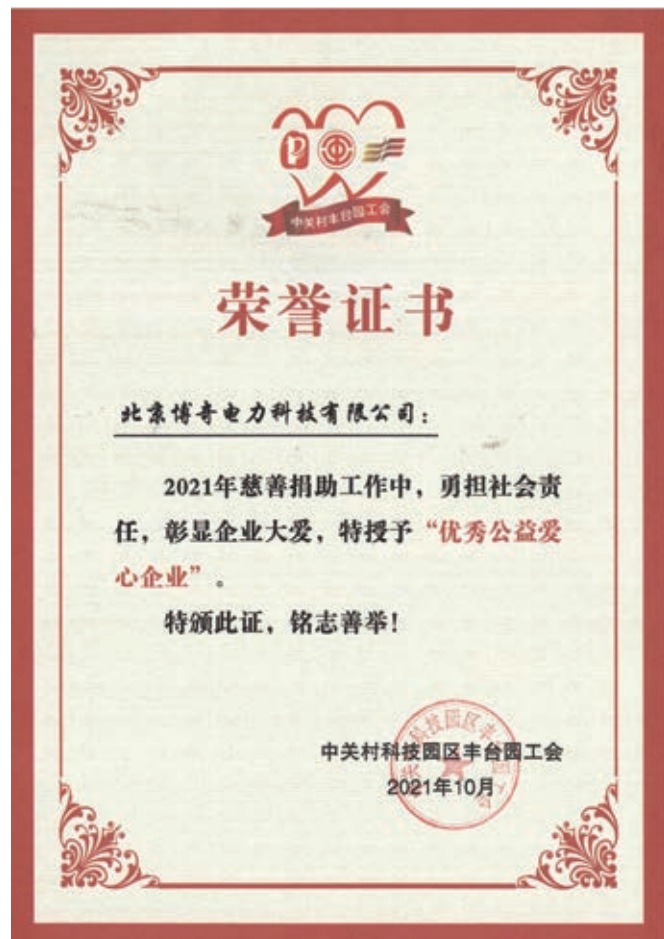 中关村丰台园工会
荣誉证书
北京博奇电力科技有限公司：
2021年慈善捐助工作中，勇担社会责
任，彰显企业大爱，特授予“优秀公益爱
心企业”。
特颁此证，铭志善举！
中关村科技园区丰台园工会
2021年10月